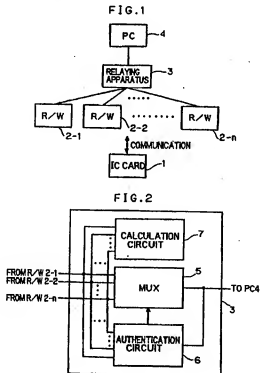 FIG.1
PC
4
RELAYING
APPARATUS
3
R/W
R/W
R/W
2-1
2-2
2-n
COMMUNICATION
IC CARD
1
FIG.2
CALCULATION
CIRCUIT
7
FROM R/W 2-1
FROM R/W 2-2
FROM R/W 2-n
MUX
5
TO PC4
3
AUTHENTICATION
CIRCUIT
6